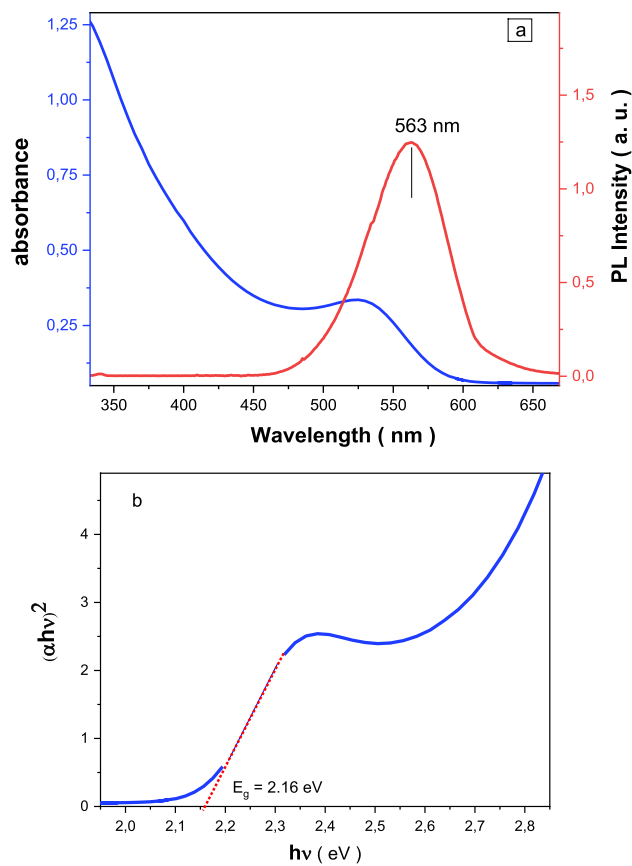 a
1,25
1,00
0,75
0,50
0,25
absorbance
563 nm
1,5
1,0
0,5
0,0
PL Intensity ( a. u. )
350 400 450 500 550 600 650
Wavelength ( nm )
b
4
3
2
1
0
(αhν)²
E_g = 2.16 eV
2,0 2,1 2,2 2,3 2,4 2,5 2,6 2,7 2,8
hν ( eV )